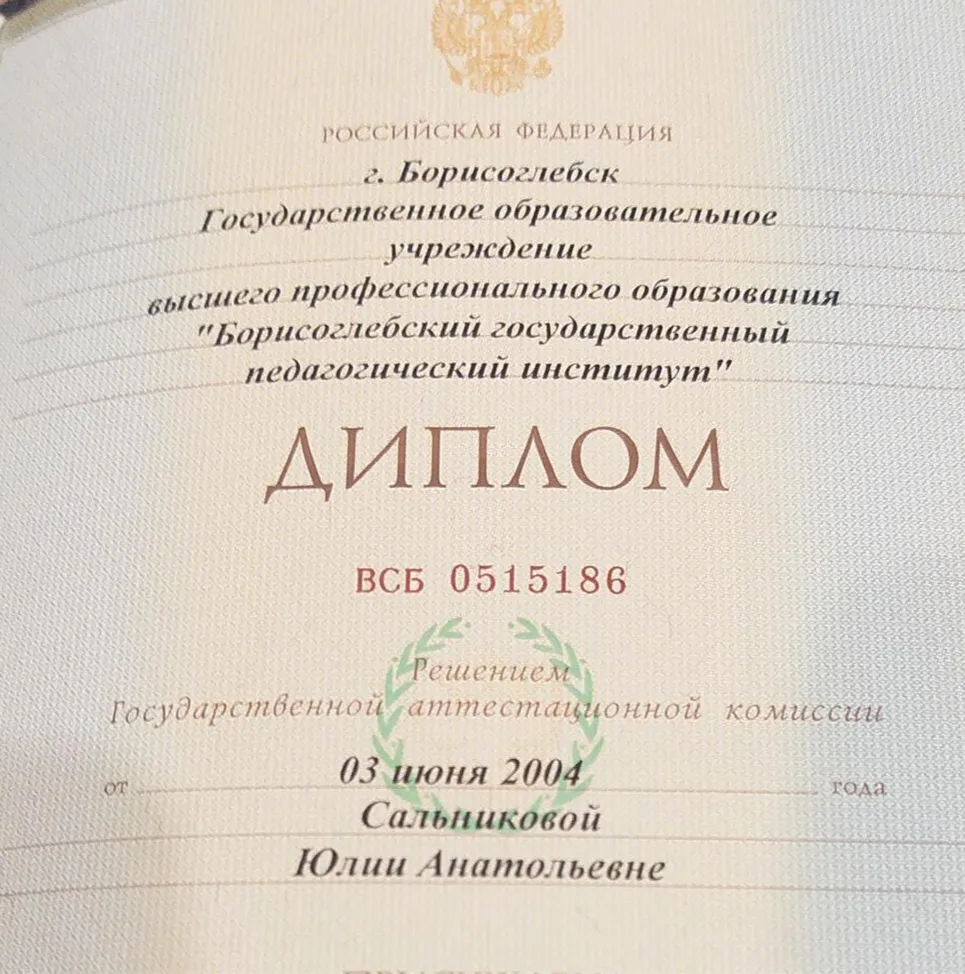 РОССИЙСКАЯ ФЕДЕРАЦИЯ
г. Борисоглебск
Государственное образовательное
учреждение
высшего профессионального образования
"Борисоглебский государственный
педагогический институт"
ДИПЛОМ
ВСБ 0515186
Решением
Государственной аттестационной комиссии
от 03 июня 2004 года
Сальниковой
Юлии Анатольевне